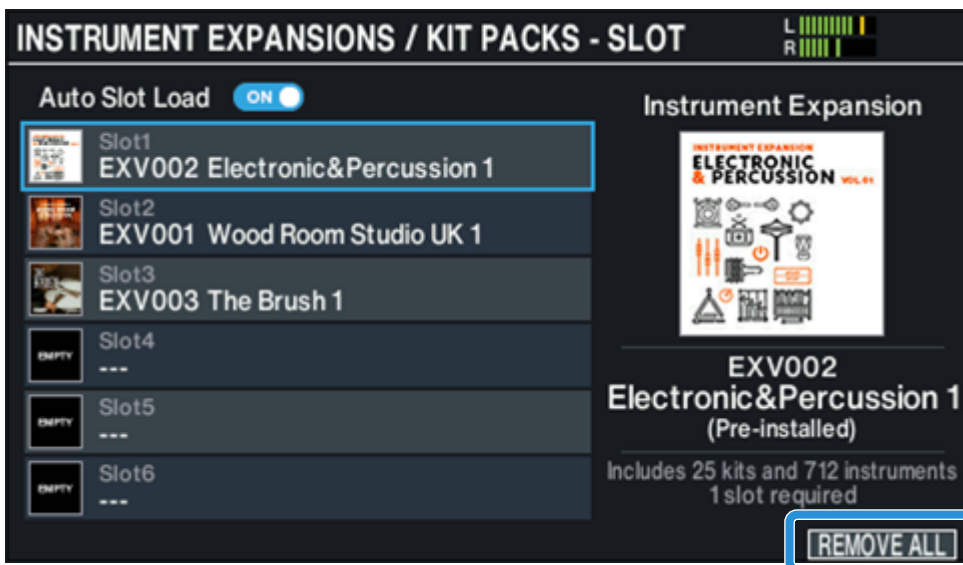 INSTRUMENT EXPANSIONS / KIT PACKS - SLOT
L
R
Auto Slot Load ON
Slot1
EXV002 Electronic&Percussion 1
Slot2
EXV001 Wood Room Studio UK 1
Slot3
EXV003 The Brush 1
EMPTY
Slot4
---
EMPTY
Slot5
---
EMPTY
Slot6
---
Instrument Expansion
INSTRUMENT EXPANSION
ELECTRONIC
& PERCUSSION VOL.01
EXV002
Electronic&Percussion 1
(Pre-installed)
Includes 25 kits and 712 instruments
1 slot required
REMOVE ALL